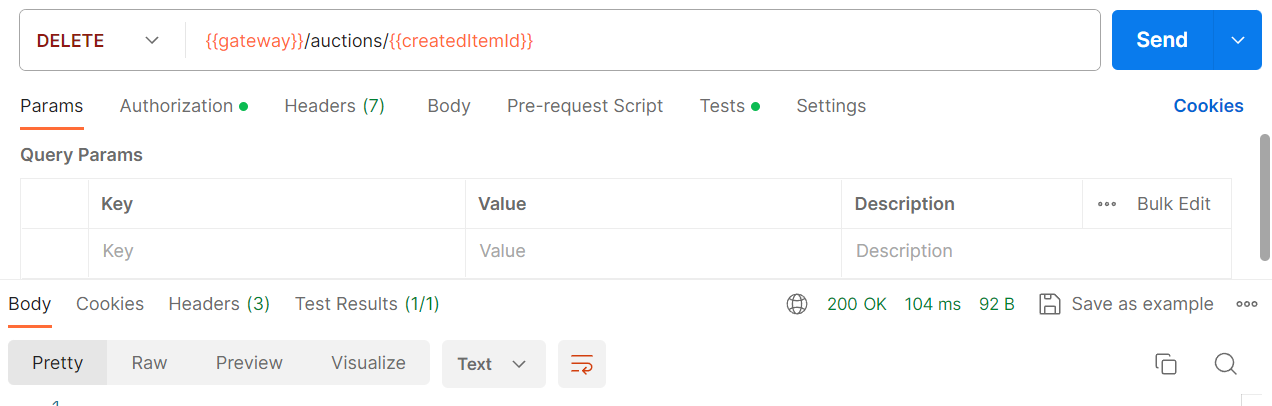 DELETE {{gateway}}/auctions/{{createdItemId}} Send
Params Authorization Headers (7) Body Pre-request Script Tests Settings Cookies
Query Params
Key Value Description Bulk Edit
Key Value Description
Body Cookies Headers (3) Test Results (1/1) 200 OK 104 ms 92 B Save as example
Pretty Raw Preview Visualize Text
1